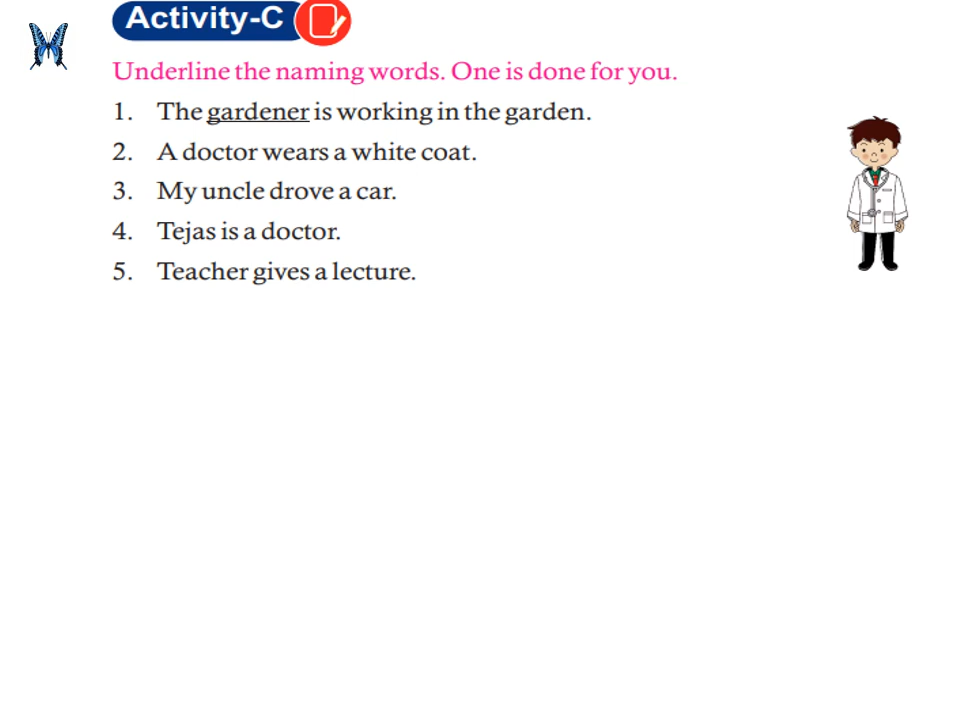 Activity-C
Underline the naming words. One is done for you.
1. The gardener is working in the garden.
2. A doctor wears a white coat.
3. My uncle drove a car.
4. Tejas is a doctor.
5. Teacher gives a lecture.